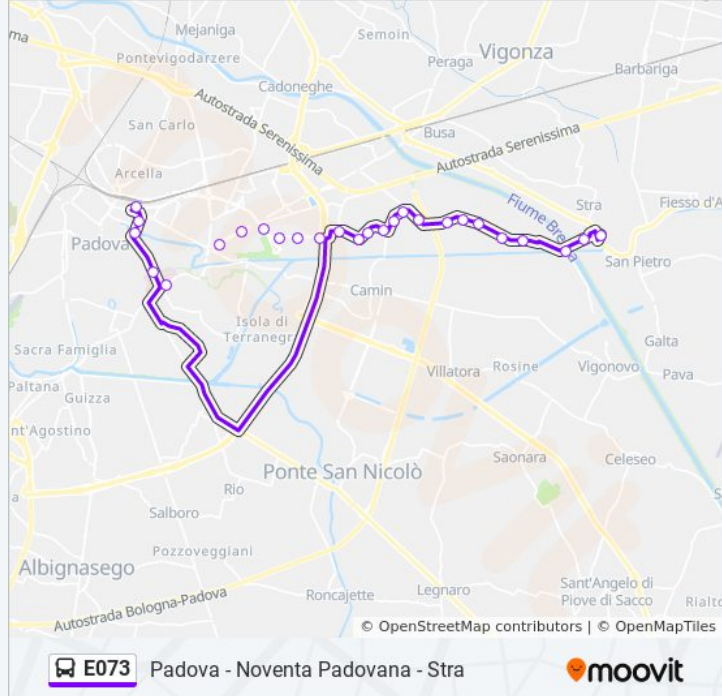 ma
Mejaniga
Semoin
Vigonza
Pontevigodarzere
Peraga
Barbariga
Cadoneghe
Autostrada Serenissima
San Carlo
Busa
Autostrada Serenissima
Arcella
Stra
Fiesso d'A
Fiume Brenta
Padova
San Pietro
Camin
Isola di
Terranegra
Sacra Famiglia
Galta
Villatora
Rosine
Vigonovo
Pava
Paltana
Guizza
nt'Agostino
Saonara
Celeseo
Ponte San Nicolò
a
Rio
S
Salboro
Pozzoveggiani
Albignasego
Sant'Angelo di
Piove di Sacco
Legnaro
Roncajette
Rialto
Autostrada Bologna-Padova
© OpenStreetMap contributors | © OpenMapTiles
E073 Padova - Noventa Padovana - Stra
moovit